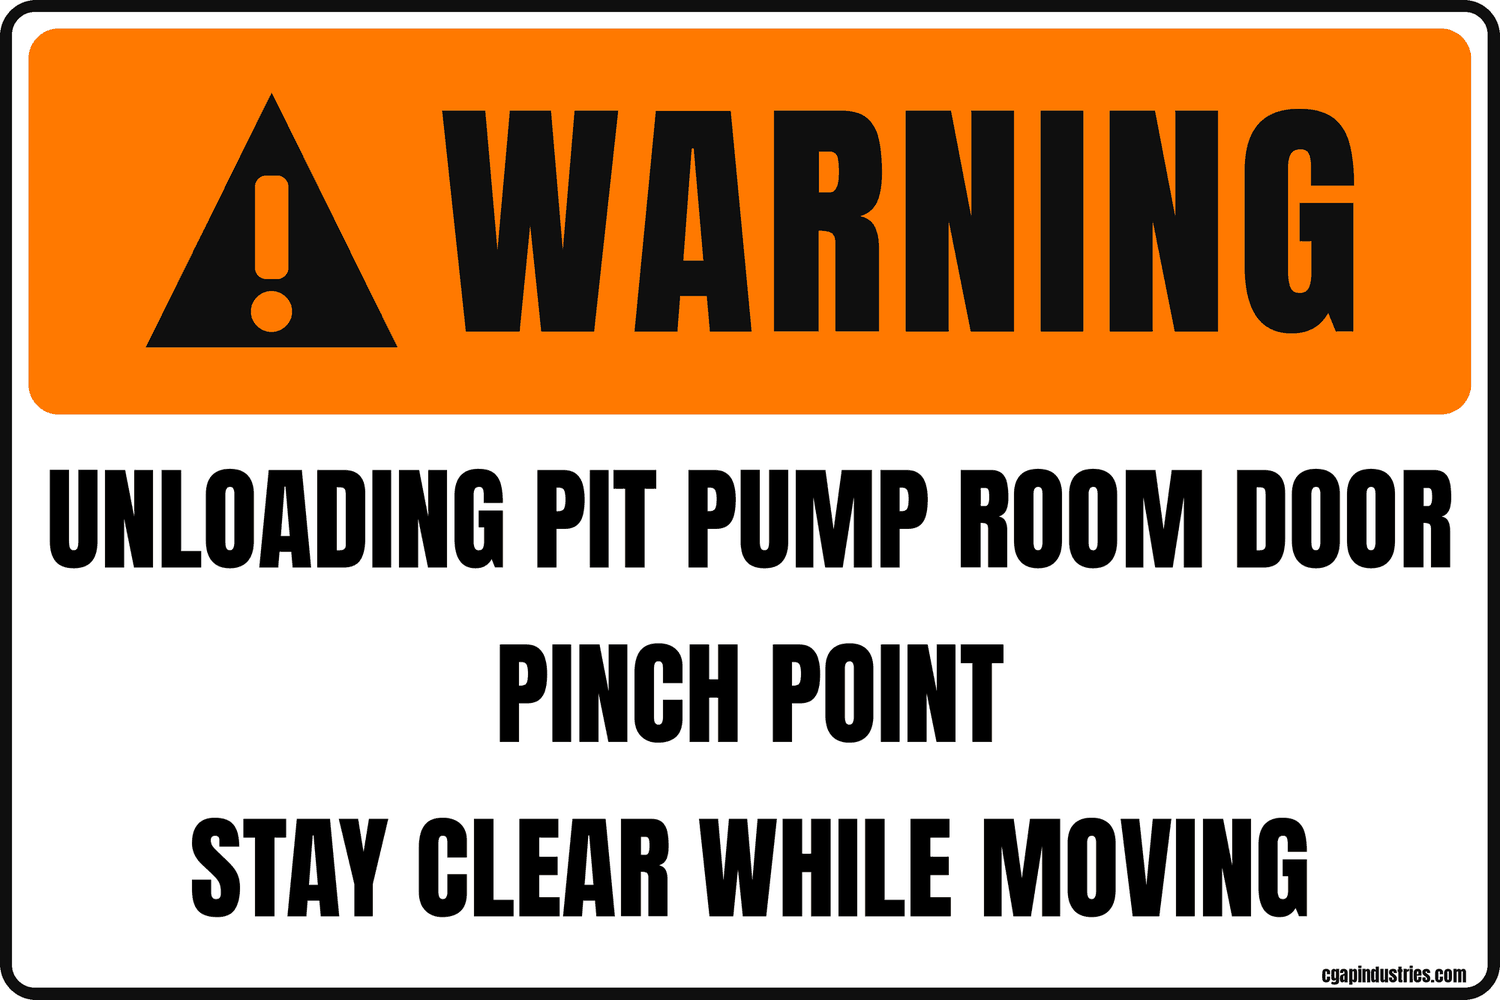 WARNING
UNLOADING PIT PUMP ROOM DOOR
PINCH POINT
STAY CLEAR WHILE MOVING
cgapindustries.com